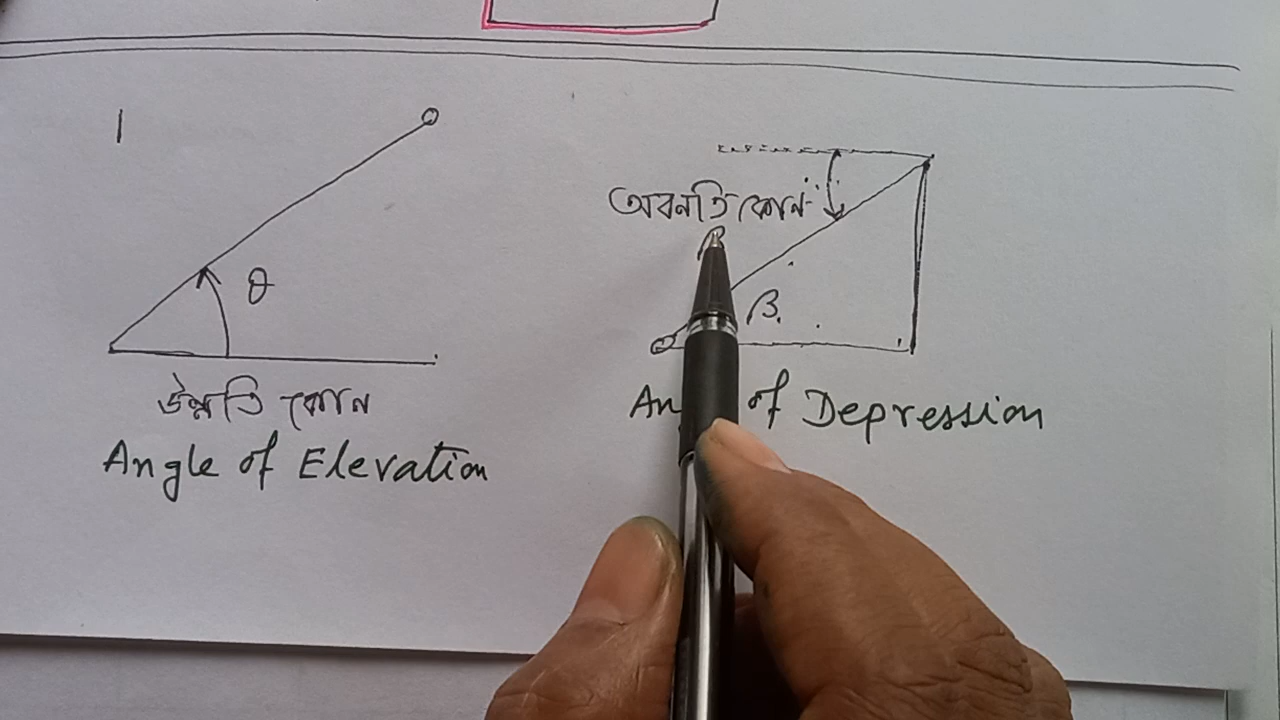 θ
উন্নতি কোন
Angle of Elevation
অবনতি কোন
β
β
of Depression